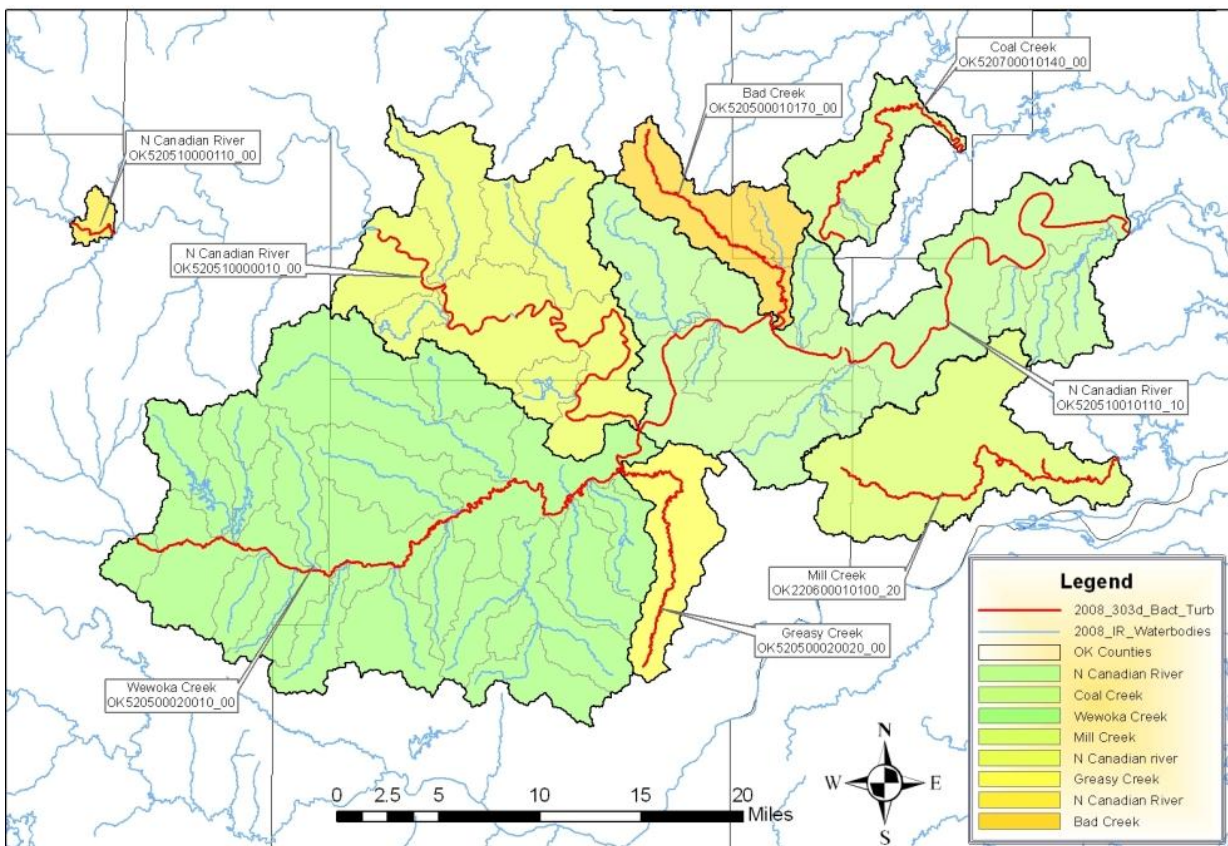 Coal Creek
OK520700010140_00
Bad Creek
OK520500010170_00
N Canadian River
OK520510000110_00
N Canadian River
OK520510000010_00
N Canadian River
OK520510010110_10
Mill Creek
OK220600010100_20
Greasy Creek
OK520500020020_00
Wewoka Creek
OK520500020010_00
N
W E
S
0 2.5 5 10 15 20
Miles
Legend
2008_303d_Bact_Turb
2008_IR_Waterbodies
OK Counties
N Canadian River
Coal Creek
Wewoka Creek
Mill Creek
N Canadian river
Greasy Creek
N Canadian River
Bad Creek